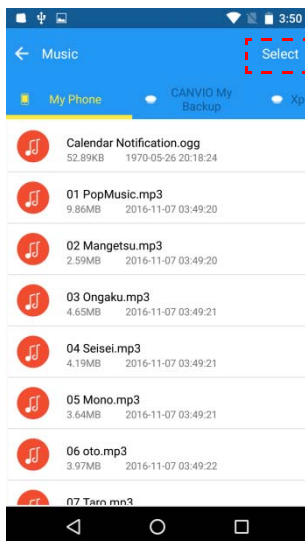 3:50
Music
Select
My Phone
CANVIO My
Backup
Xp
Calendar Notification.ogg
52.89KB 1970-05-26 20:18:24
01 PopMusic.mp3
9.86MB 2016-11-07 03:49:20
02 Mangetsu.mp3
2.59MB 2016-11-07 03:49:20
03 Ongaku.mp3
4.65MB 2016-11-07 03:49:21
04 Seisei.mp3
4.19MB 2016-11-07 03:49:21
05 Mono.mp3
3.64MB 2016-11-07 03:49:21
06 oto.mp3
3.97MB 2016-11-07 03:49:22
07 Taro.mp3